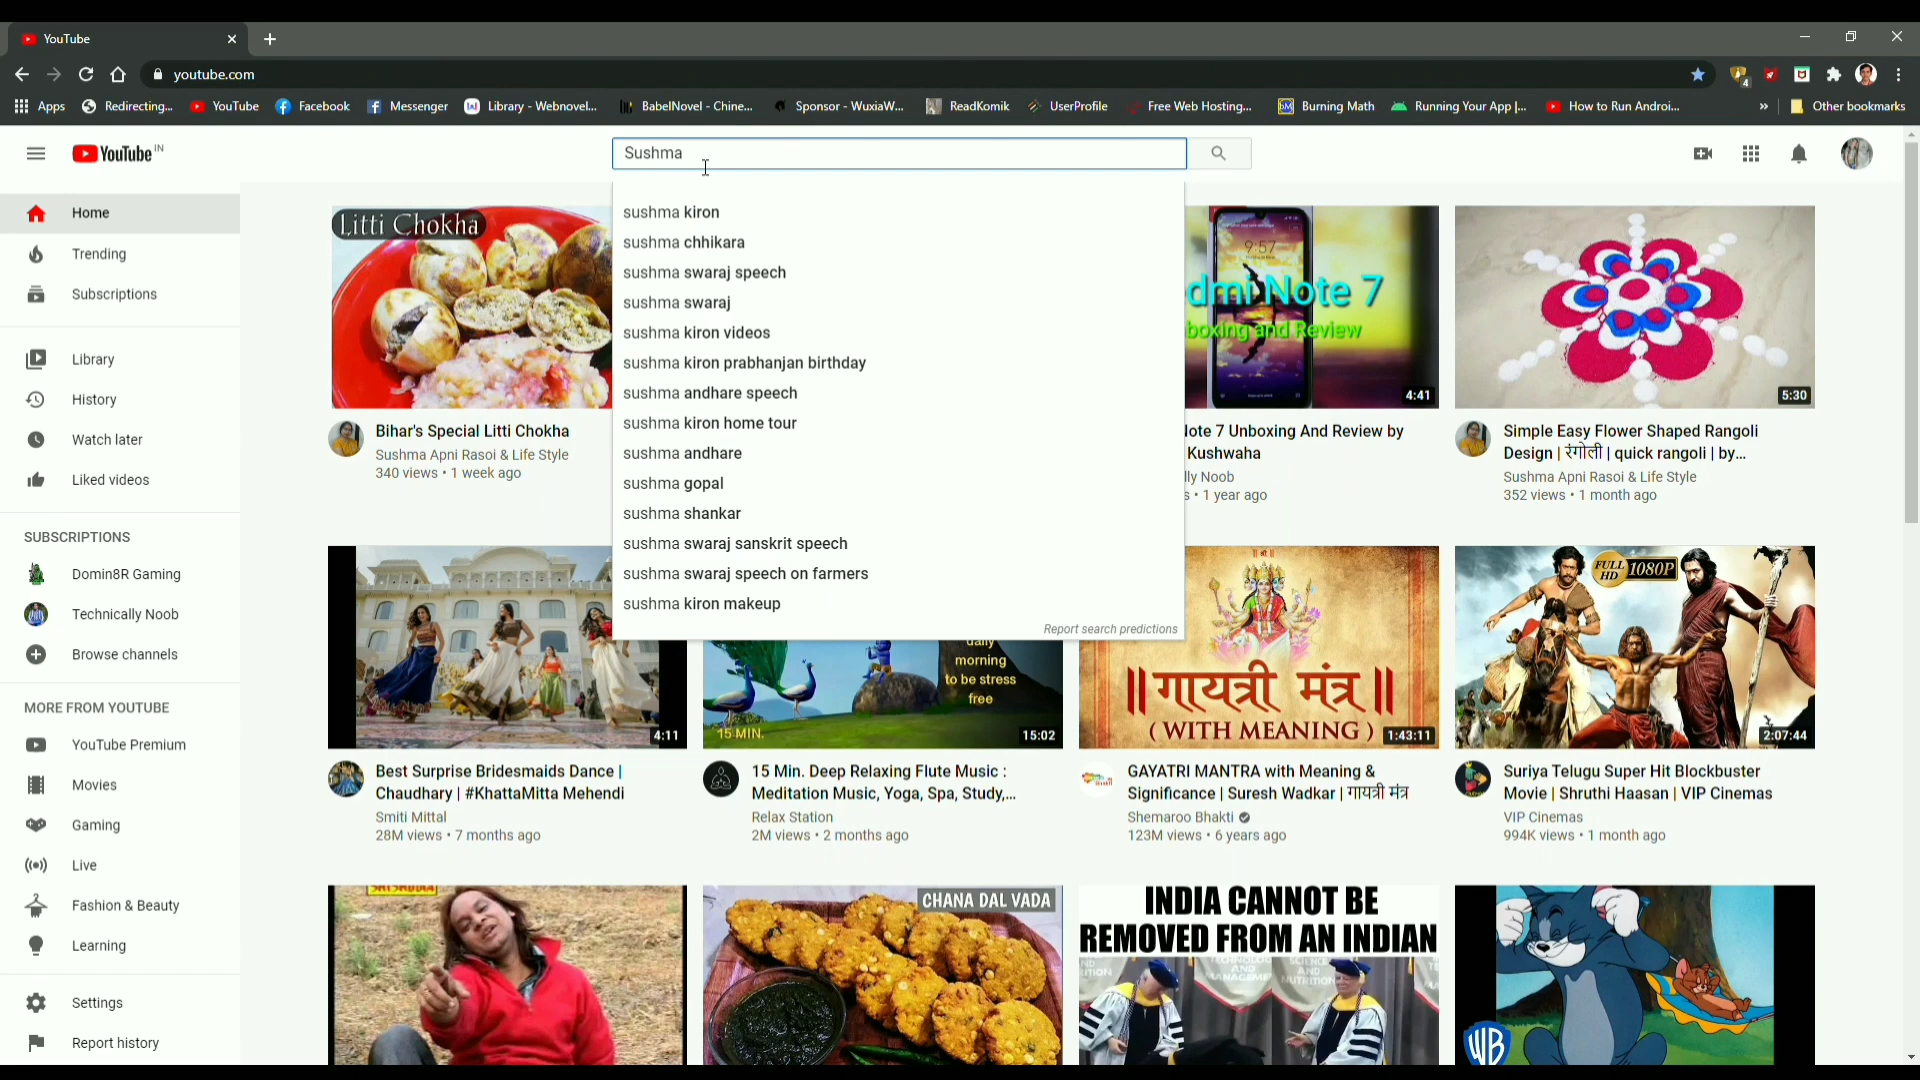 YouTube
youtube.com
Apps
Redirecting...
YouTube
Facebook
Messenger
Library - Webnovel...
BabelNovel - Chine...
Sponsor - WuxiaW...
ReadKomik
UserProfile
Free Web Hosting...
Burning Math
Running Your App |...
How to Run Androi...
»
Other bookmarks
YouTube IN
Sushma
Home
Trending
Subscriptions
Library
History
Watch later
Liked videos
SUBSCRIPTIONS
Domin8R Gaming
Technically Noob
Browse channels
MORE FROM YOUTUBE
YouTube Premium
Movies
Gaming
Live
Fashion & Beauty
Learning
Settings
Report history
sushma kiron
sushma chhikara
sushma swaraj speech
sushma swaraj
sushma kiron videos
sushma kiron prabhanjan birthday
sushma andhare speech
sushma kiron home tour
sushma andhare
sushma gopal
sushma shankar
sushma swaraj sanskrit speech
sushma swaraj speech on farmers
sushma kiron makeup
Report search predictions
Litti Chokha
Bihar's Special Litti Chokha
Sushma Apni Rasoi & Life Style
340 views • 1 week ago
9:57
dmi Note 7
boxing and Review
4:41
lote 7 Unboxing And Review by
Kushwaha
lly Noob
s • 1 year ago
5:30
Simple Easy Flower Shaped Rangoli
Design | रंगोली | quick rangoli | by...
Sushma Apni Rasoi & Life Style
352 views • 1 month ago
4:11
Best Surprise Bridesmaids Dance |
Chaudhary | #KhattaMitta Mehendi
Smiti Mittal
28M views • 7 months ago
daily
morning
to be stress
free
15 MIN.
15:02
15 Min. Deep Relaxing Flute Music :
Meditation Music, Yoga, Spa, Study,...
Relax Station
2M views • 2 months ago
|| श्री ||
||गायत्री मंत्र||
( WITH MEANING )
1:43:11
GAYATRI MANTRA with Meaning &
Significance | Suresh Wadkar | गायत्री मंत्र
Shemaroo Bhakti
123M views • 6 years ago
FULL HD 1080P
2:07:44
Suriya Telugu Super Hit Blockbuster
Movie | Shruthi Haasan | VIP Cinemas
VIP Cinemas
994K views • 1 month ago
CHANA DAL VADA
INDIA CANNOT BE
REMOVED FROM AN INDIAN
WB